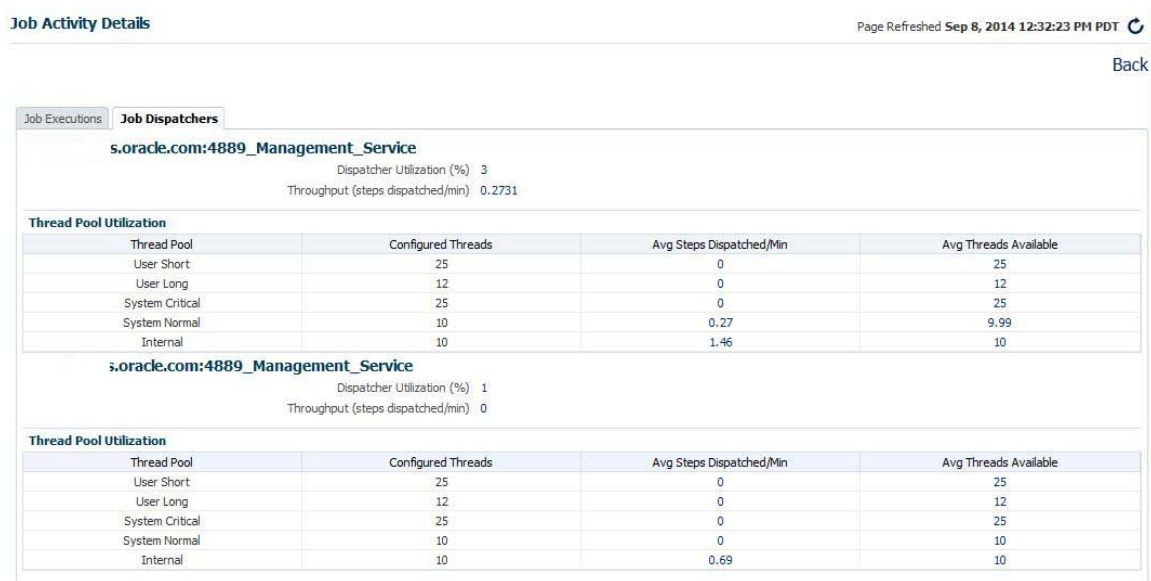 Job Activity Details
Page Refreshed Sep 8, 2014 12:32:23 PM PDT
Back
Job Executions Job Dispatchers
s.oracle.com:4889_Management_Service
Dispatcher Utilization (%) 3
Throughput (steps dispatched/min) 0.2731
Thread Pool Utilization
Thread Pool Configured Threads Avg Steps Dispatched/Min Avg Threads Available
User Short 25 0 25
User Long 12 0 12
System Critical 25 0 25
System Normal 10 0.27 9.99
Internal 10 1.46 10
s.oracle.com:4889_Management_Service
Dispatcher Utilization (%) 1
Throughput (steps dispatched/min) 0
Thread Pool Utilization
Thread Pool Configured Threads Avg Steps Dispatched/Min Avg Threads Available
User Short 25 0 25
User Long 12 0 12
System Critical 25 0 25
System Normal 10 0 10
Internal 10 0.69 10